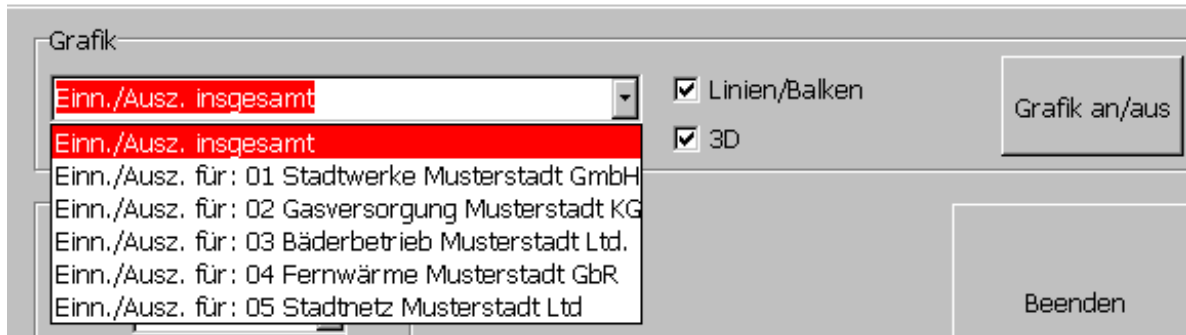 Grafik
Einn./Ausz. insgesamt
Linien/Balken
Grafik an/aus
3D
Einn./Ausz. insgesamt
Einn./Ausz. für: 01 Stadtwerke Musterstadt GmbH
Einn./Ausz. für: 02 Gasversorgung Musterstadt KG
Einn./Ausz. für: 03 Bäderbetrieb Musterstadt Ltd.
Einn./Ausz. für: 04 Fernwärme Musterstadt GbR
Einn./Ausz. für: 05 Stadtnetz Musterstadt Ltd
Beenden